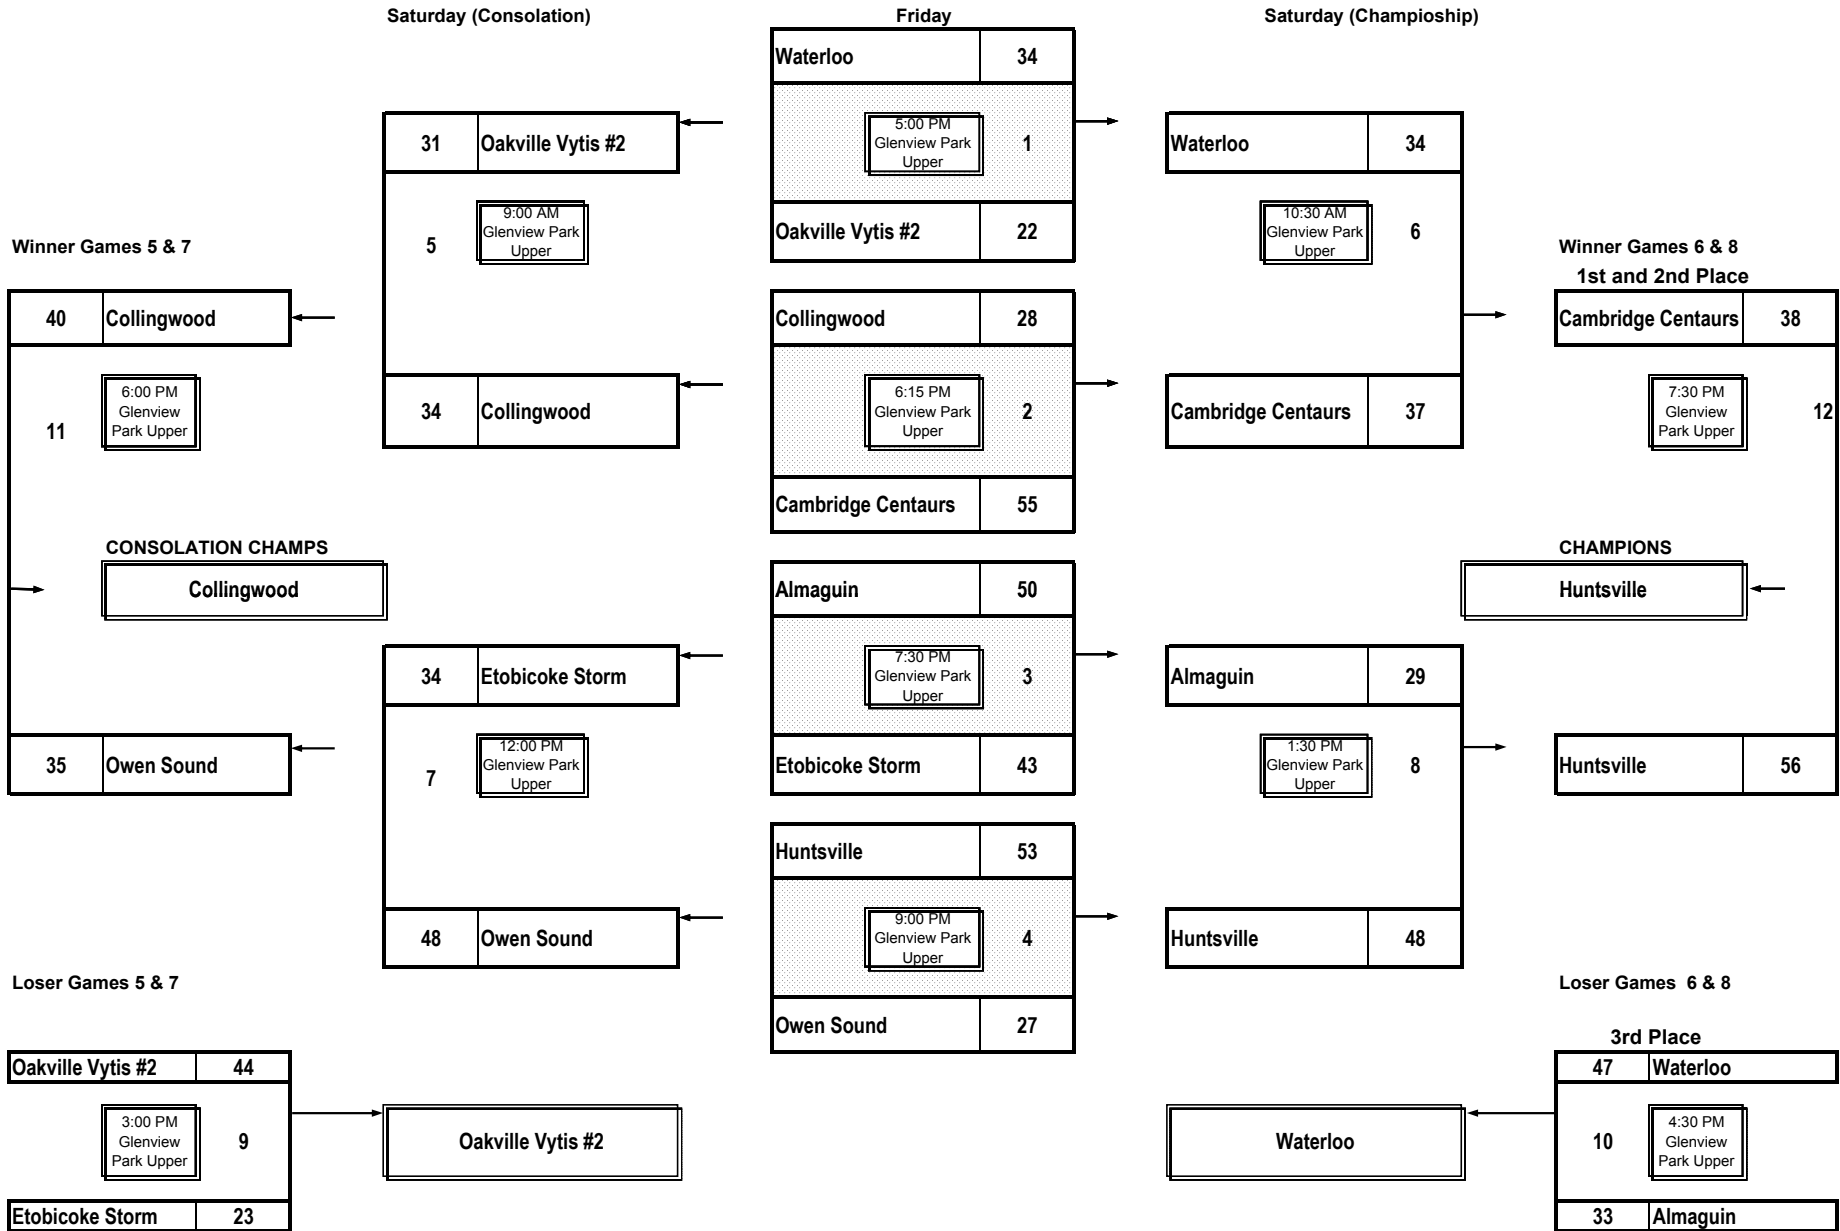 Saturday (Consolation)
Friday
Saturday (Champioship)
Waterloo 34
5:00 PM
Glenview Park
Upper
1
Oakville Vytis #2 22
31 Oakville Vytis #2
9:00 AM
Glenview Park
Upper
5
34 Collingwood
Waterloo 34
10:30 AM
Glenview Park
Upper
6
Cambridge Centaurs 37
Winner Games 5 & 7
40 Collingwood
11
6:00 PM
Glenview
Park Upper
Winner Games 6 & 8
1st and 2nd Place
Cambridge Centaurs 38
7:30 PM
Glenview
Park Upper
12
Collingwood 28
6:15 PM
Glenview Park
Upper
2
Cambridge Centaurs 55
CONSOLATION CHAMPS
Collingwood
CHAMPIONS
Huntsville
Almaguin 50
7:30 PM
Glenview Park
Upper
3
Etobicoke Storm 43
34 Etobicoke Storm
7
12:00 PM
Glenview Park
Upper
48 Owen Sound
Almaguin 29
1:30 PM
Glenview Park
Upper
8
Huntsville 48
35 Owen Sound
Huntsville 56
Huntsville 53
9:00 PM
Glenview Park
Upper
4
Owen Sound 27
Loser Games 5 & 7
Oakville Vytis #2 44
3:00 PM
Glenview
Park Upper
9
Etobicoke Storm 23
Oakville Vytis #2
Loser Games 6 & 8
3rd Place
47 Waterloo
10
4:30 PM
Glenview
Park Upper
33 Almaguin
Waterloo